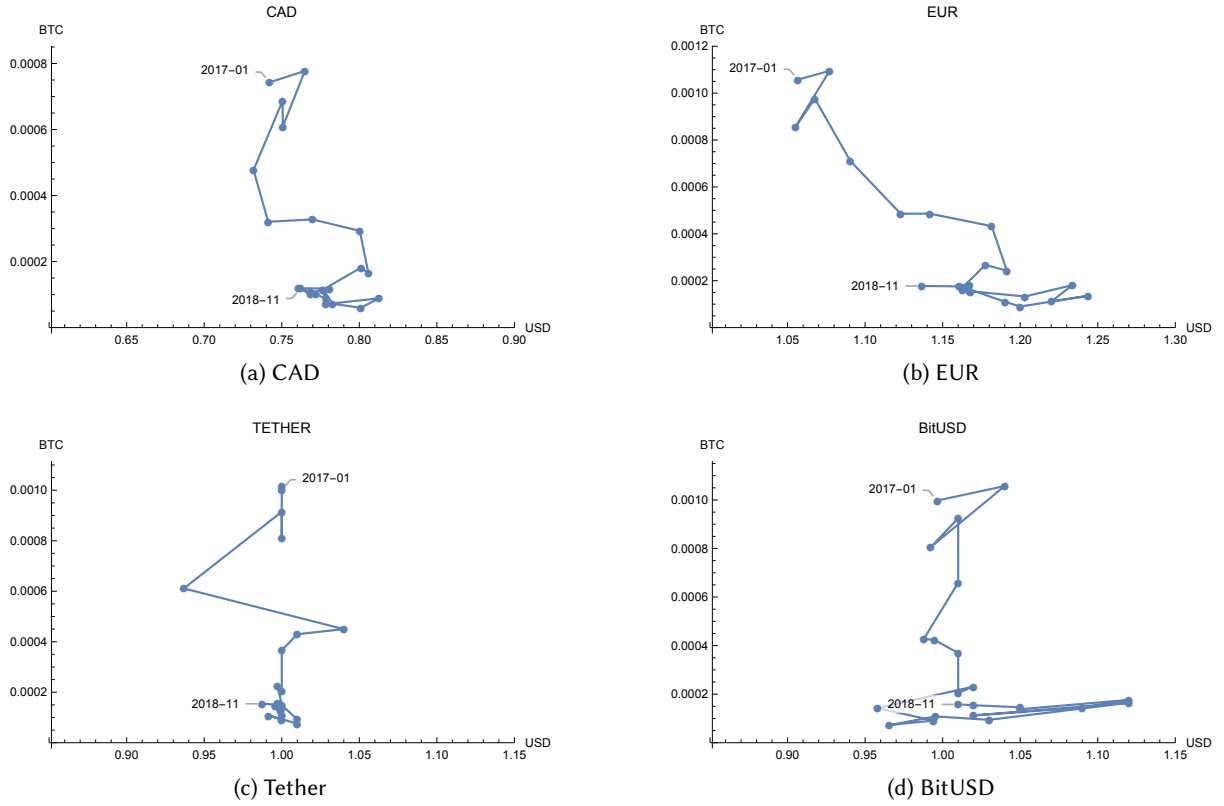 CAD
BTC
0.0008
0.0006
0.0004
0.0002
2017−01
2018−11
USD
0.65 0.70 0.75 0.80 0.85 0.90
(a) CAD
EUR
BTC
0.0012
0.0010
0.0008
0.0006
0.0004
0.0002
2017−01
2018−11
USD
1.05 1.10 1.15 1.20 1.25 1.30
(b) EUR
TETHER
BTC
0.0010
0.0008
0.0006
0.0004
0.0002
2017−01
2018−11
USD
0.90 0.95 1.00 1.05 1.10 1.15
(c) Tether
BitUSD
BTC
0.0010
0.0008
0.0006
0.0004
0.0002
2017−01
2018−11
USD
0.90 0.95 1.00 1.05 1.10 1.15
(d) BitUSD